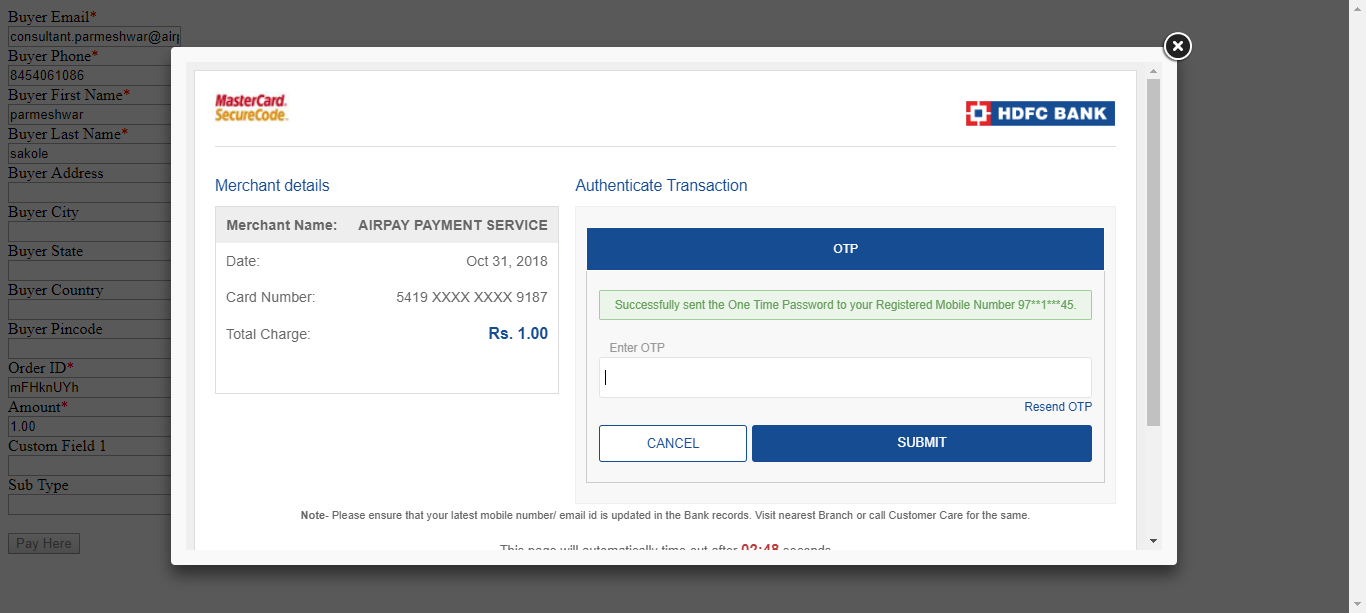 Buyer Email*
consultant.parmeshwar@air
Buyer Phone*
8454061086
Buyer First Name*
parmeshwar
Buyer Last Name*
sakole
Buyer Address
Buyer City
Buyer State
Buyer Country
Buyer Pincode
Order ID*
mFHknUYh
Amount*
1.00
Custom Field 1
Sub Type
Pay Here
MasterCard.
SecureCode.
HDFC BANK
Merchant details
Merchant Name: AIRPAY PAYMENT SERVICE
Date: Oct 31, 2018
Card Number: 5419 XXXX XXXX 9187
Total Charge: Rs. 1.00
Authenticate Transaction
OTP
Successfully sent the One Time Password to your Registered Mobile Number 97**1***45.
Enter OTP
Resend OTP
CANCEL SUBMIT
Note- Please ensure that your latest mobile number/ email id is updated in the Bank records. Visit nearest Branch or call Customer Care for the same.
This page will automatically time out after 02:48 seconds